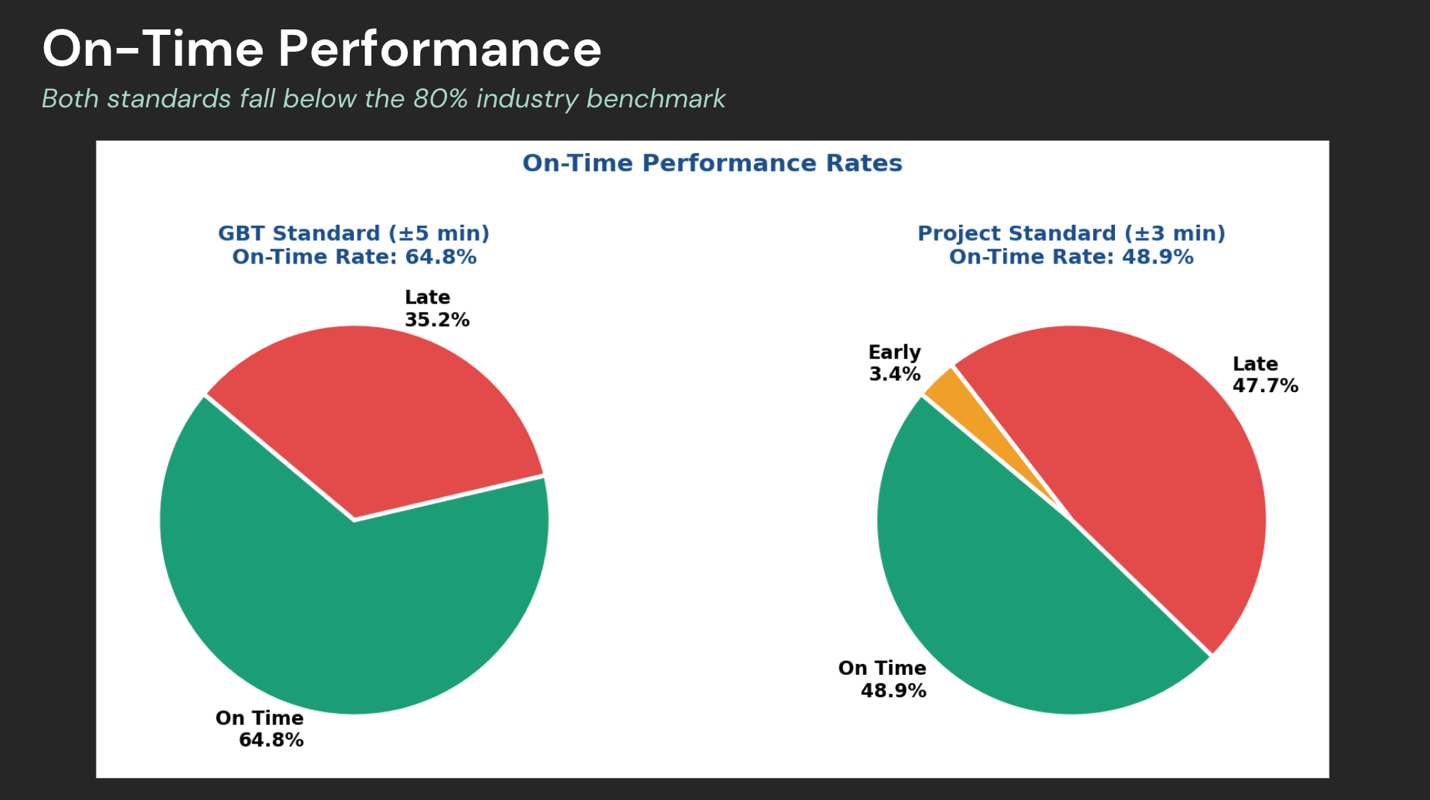 On-Time Performance
Both standards fall below the 80% industry benchmark
On-Time Performance Rates
GBT Standard (±5 min)
On-Time Rate: 64.8%
Late
35.2%
On Time
64.8%
Project Standard (±3 min)
On-Time Rate: 48.9%
Early
3.4%
Late
47.7%
On Time
48.9%